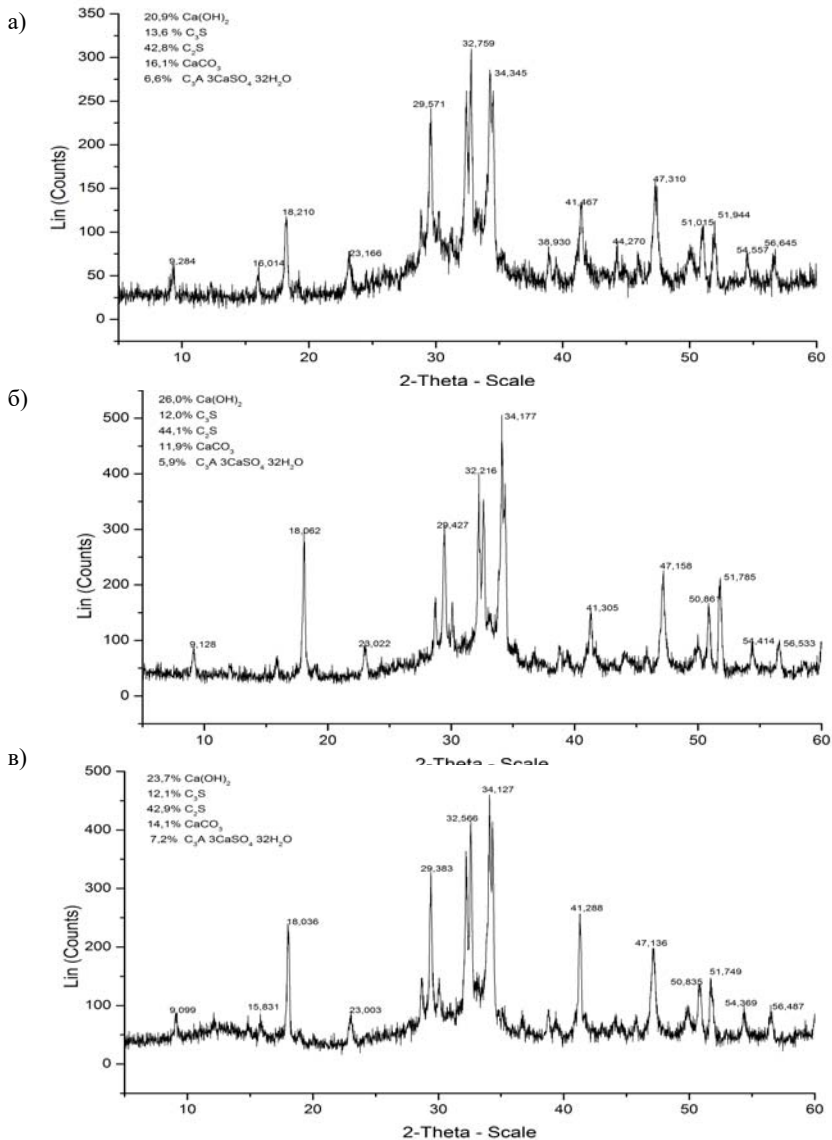 а)
20,9% Ca(OH)₂
13,6 % C₃S
42,8% C₂S
16,1% CaCO₃
6,6% C₃A 3CaSO₄ 32H₂O
Lin (Counts)
350
300
250
200
150
100
50
0
9,284
16,014
18,210
23,166
29,571
32,759
34,345
38,930
41,467
44,270
47,310
51,015
51,944
54,557
56,645
10 20 30 40 50 60
2-Theta - Scale
б)
26,0% Ca(OH)₂
12,0% C₃S
44,1% C₂S
11,9% CaCO₃
5,9% C₃A 3CaSO₄ 32H₂O
Lin (Counts)
500
400
300
200
100
0
9,128
18,062
23,022
29,427
32,216
34,177
41,305
47,158
50,861
51,785
54,414
56,533
10 20 30 40 50 60
2-Theta - Scale
в)
23,7% Ca(OH)₂
12,1% C₃S
42,9% C₂S
14,1% CaCO₃
7,2% C₃A 3CaSO₄ 32H₂O
Lin (Counts)
500
400
300
200
100
0
9,099
15,831
18,036
23,003
29,383
32,566
34,127
41,288
47,136
50,835
51,749
54,369
56,487
10 20 30 40 50 60
2-Theta - Scale